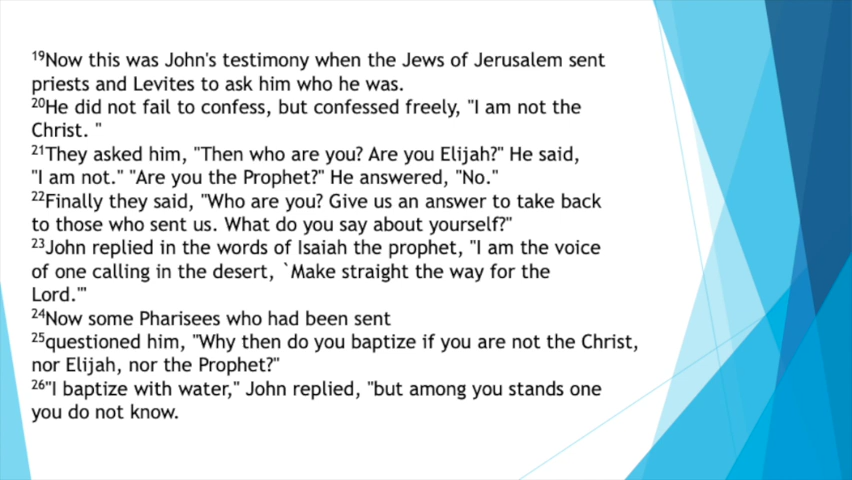 19Now this was John's testimony when the Jews of Jerusalem sent
priests and Levites to ask him who he was.
20He did not fail to confess, but confessed freely, "I am not the
Christ. "
21They asked him, "Then who are you? Are you Elijah?" He said,
"I am not." "Are you the Prophet?" He answered, "No."
22Finally they said, "Who are you? Give us an answer to take back
to those who sent us. What do you say about yourself?"
23John replied in the words of Isaiah the prophet, "I am the voice
of one calling in the desert, `Make straight the way for the
Lord.'"
24Now some Pharisees who had been sent
25questioned him, "Why then do you baptize if you are not the Christ,
nor Elijah, nor the Prophet?"
26"I baptize with water," John replied, "but among you stands one
you do not know.